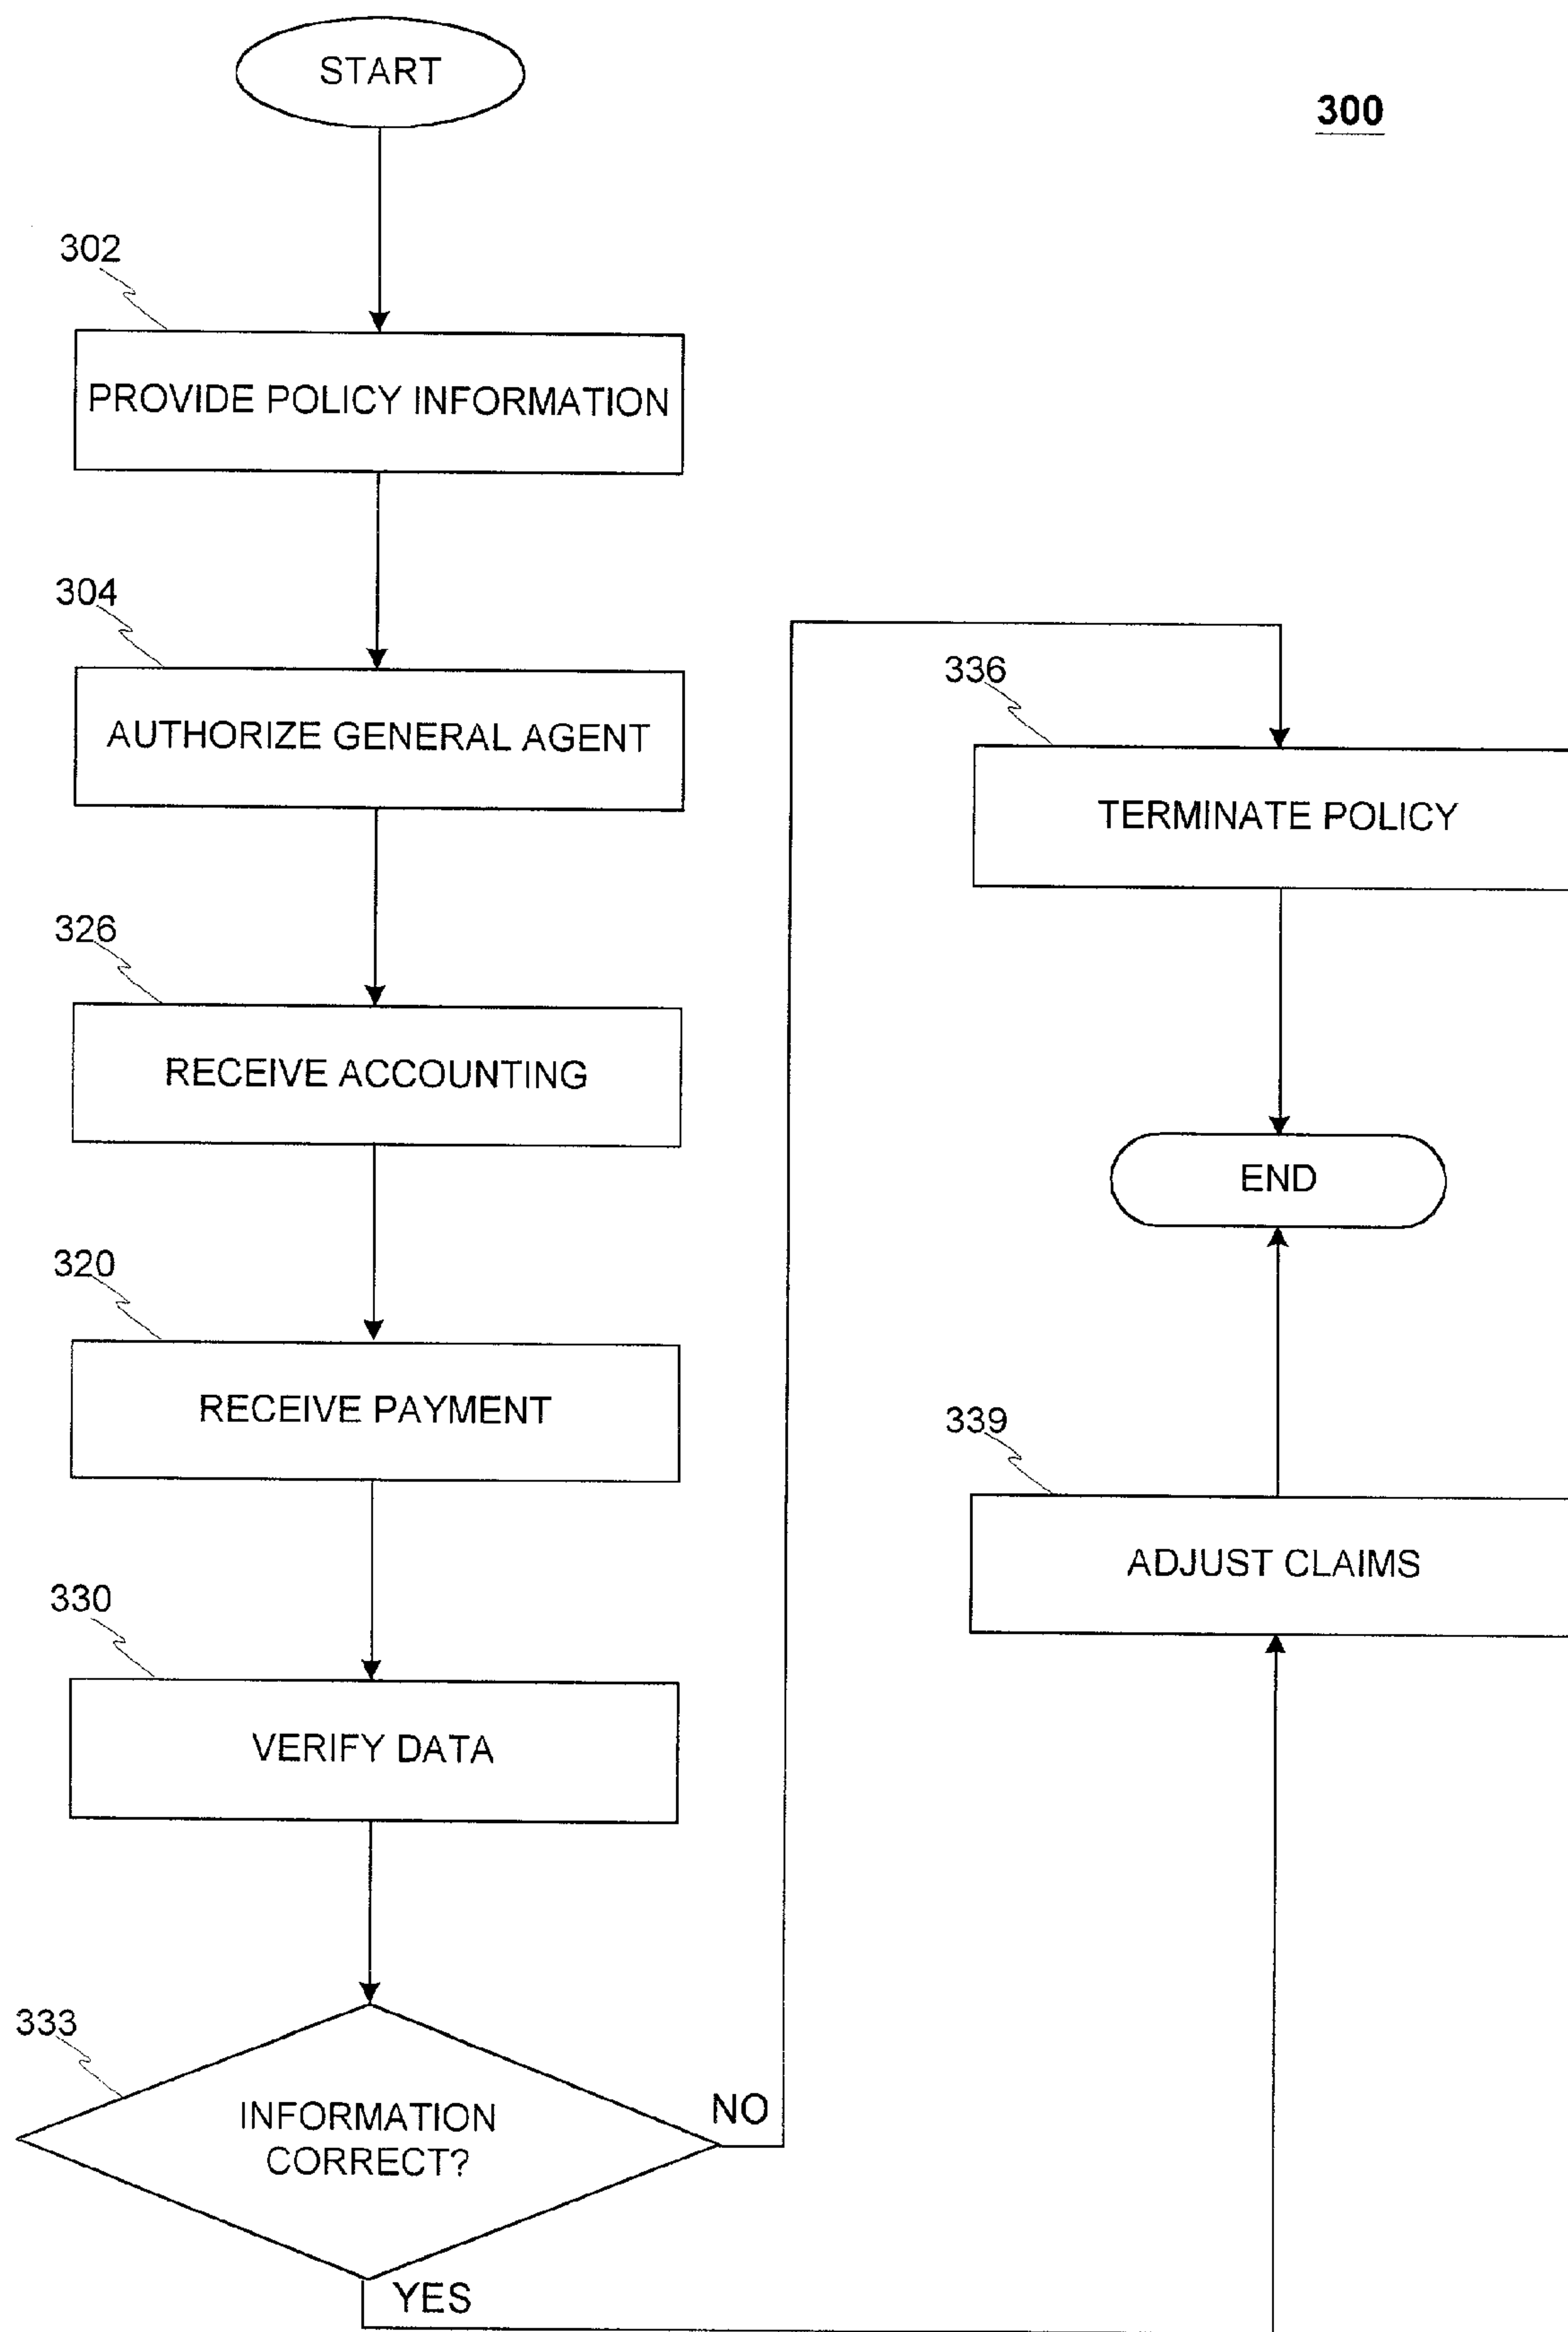 START
300
302
PROVIDE POLICY INFORMATION
304
AUTHORIZE GENERAL AGENT
326
RECEIVE ACCOUNTING
320
RECEIVE PAYMENT
330
VERIFY DATA
333
INFORMATION
CORRECT?
NO
YES
336
TERMINATE POLICY
END
339
ADJUST CLAIMS